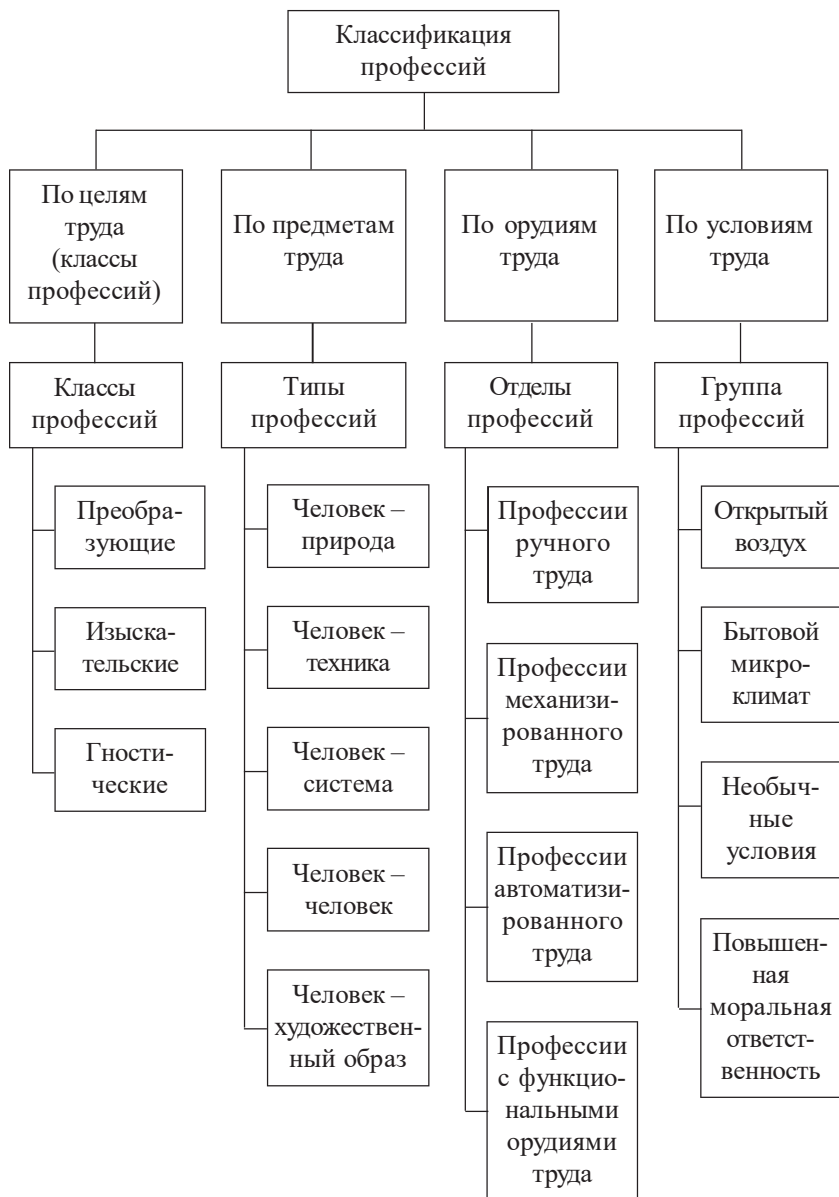 Классификация
профессий
По целям
труда
(классы
профессий)
По предметам
труда
По орудиям
труда
По условиям
труда
Классы
профессий
Типы
профессий
Отделы
профессий
Группа
профессий
Преобра-
зующие
Изыска-
тельские
Гности-
ческие
Человек –
природа
Человек –
техника
Человек –
система
Человек –
человек
Человек –
художествен-
ный образ
Профессии
ручного
труда
Профессии
механизи-
рованного
труда
Профессии
автоматизи-
рованного
труда
Профессии
с функцио-
нальными
орудиями
труда
Открытый
воздух
Бытовой
микро-
климат
Необыч-
ные
условия
Повышен-
ная
моральная
ответст-
венность